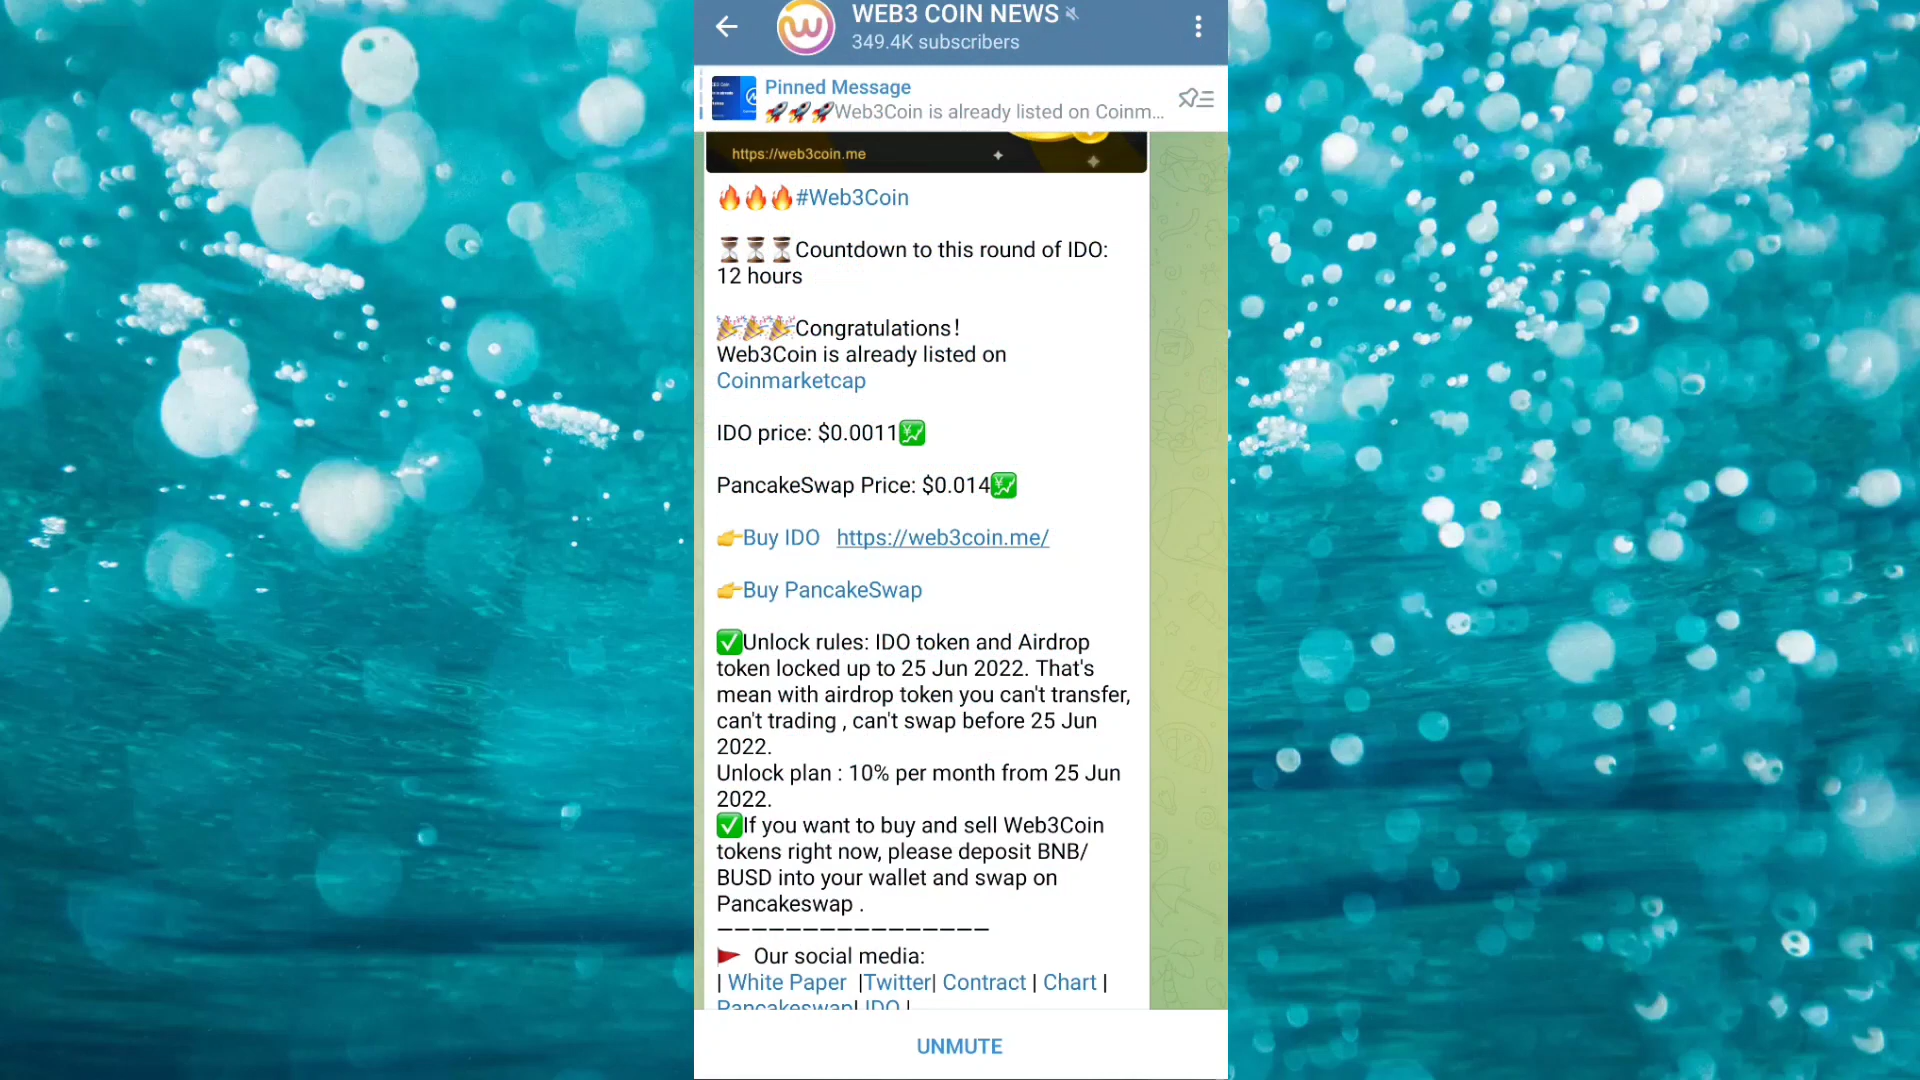 WEB3 COIN NEWS
349.4K subscribers
Pinned Message
🚀🚀🚀Web3Coin is already listed on Coinm...
https://web3coin.me
🔥🔥🔥#Web3Coin
⏳⏳⏳Countdown to this round of IDO:
12 hours
🎉🎉🎉Congratulations!
Web3Coin is already listed on
Coinmarketcap
IDO price: $0.0011💹
PancakeSwap Price: $0.014💹
👉Buy IDO https://web3coin.me/
👉Buy PancakeSwap
✅Unlock rules: IDO token and Airdrop
token locked up to 25 Jun 2022. That's
mean with airdrop token you can't transfer,
can't trading , can't swap before 25 Jun
2022.
Unlock plan : 10% per month from 25 Jun
2022.
✅If you want to buy and sell Web3Coin
tokens right now, please deposit BNB/
BUSD into your wallet and swap on
Pancakeswap .
————————————————
🚩 Our social media:
| White Paper |Twitter| Contract | Chart |
Pancakeswap| IDO |
UNMUTE